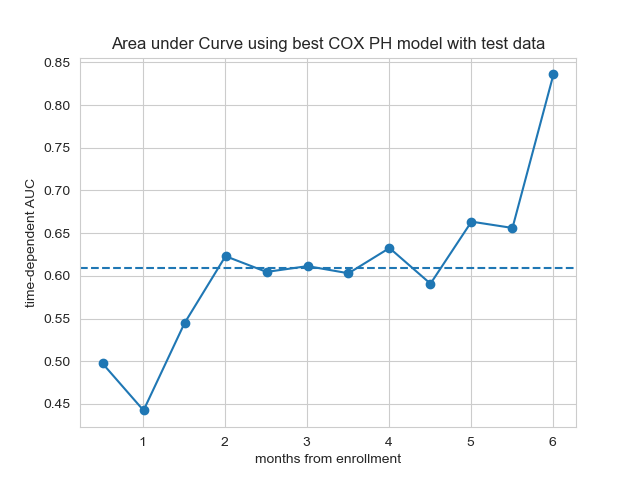 Area under Curve using best COX PH model with test data
0.85
0.80
0.75
0.70
0.65
0.60
0.55
0.50
0.45
time-dependent AUC
1 2 3 4 5 6
months from enrollment